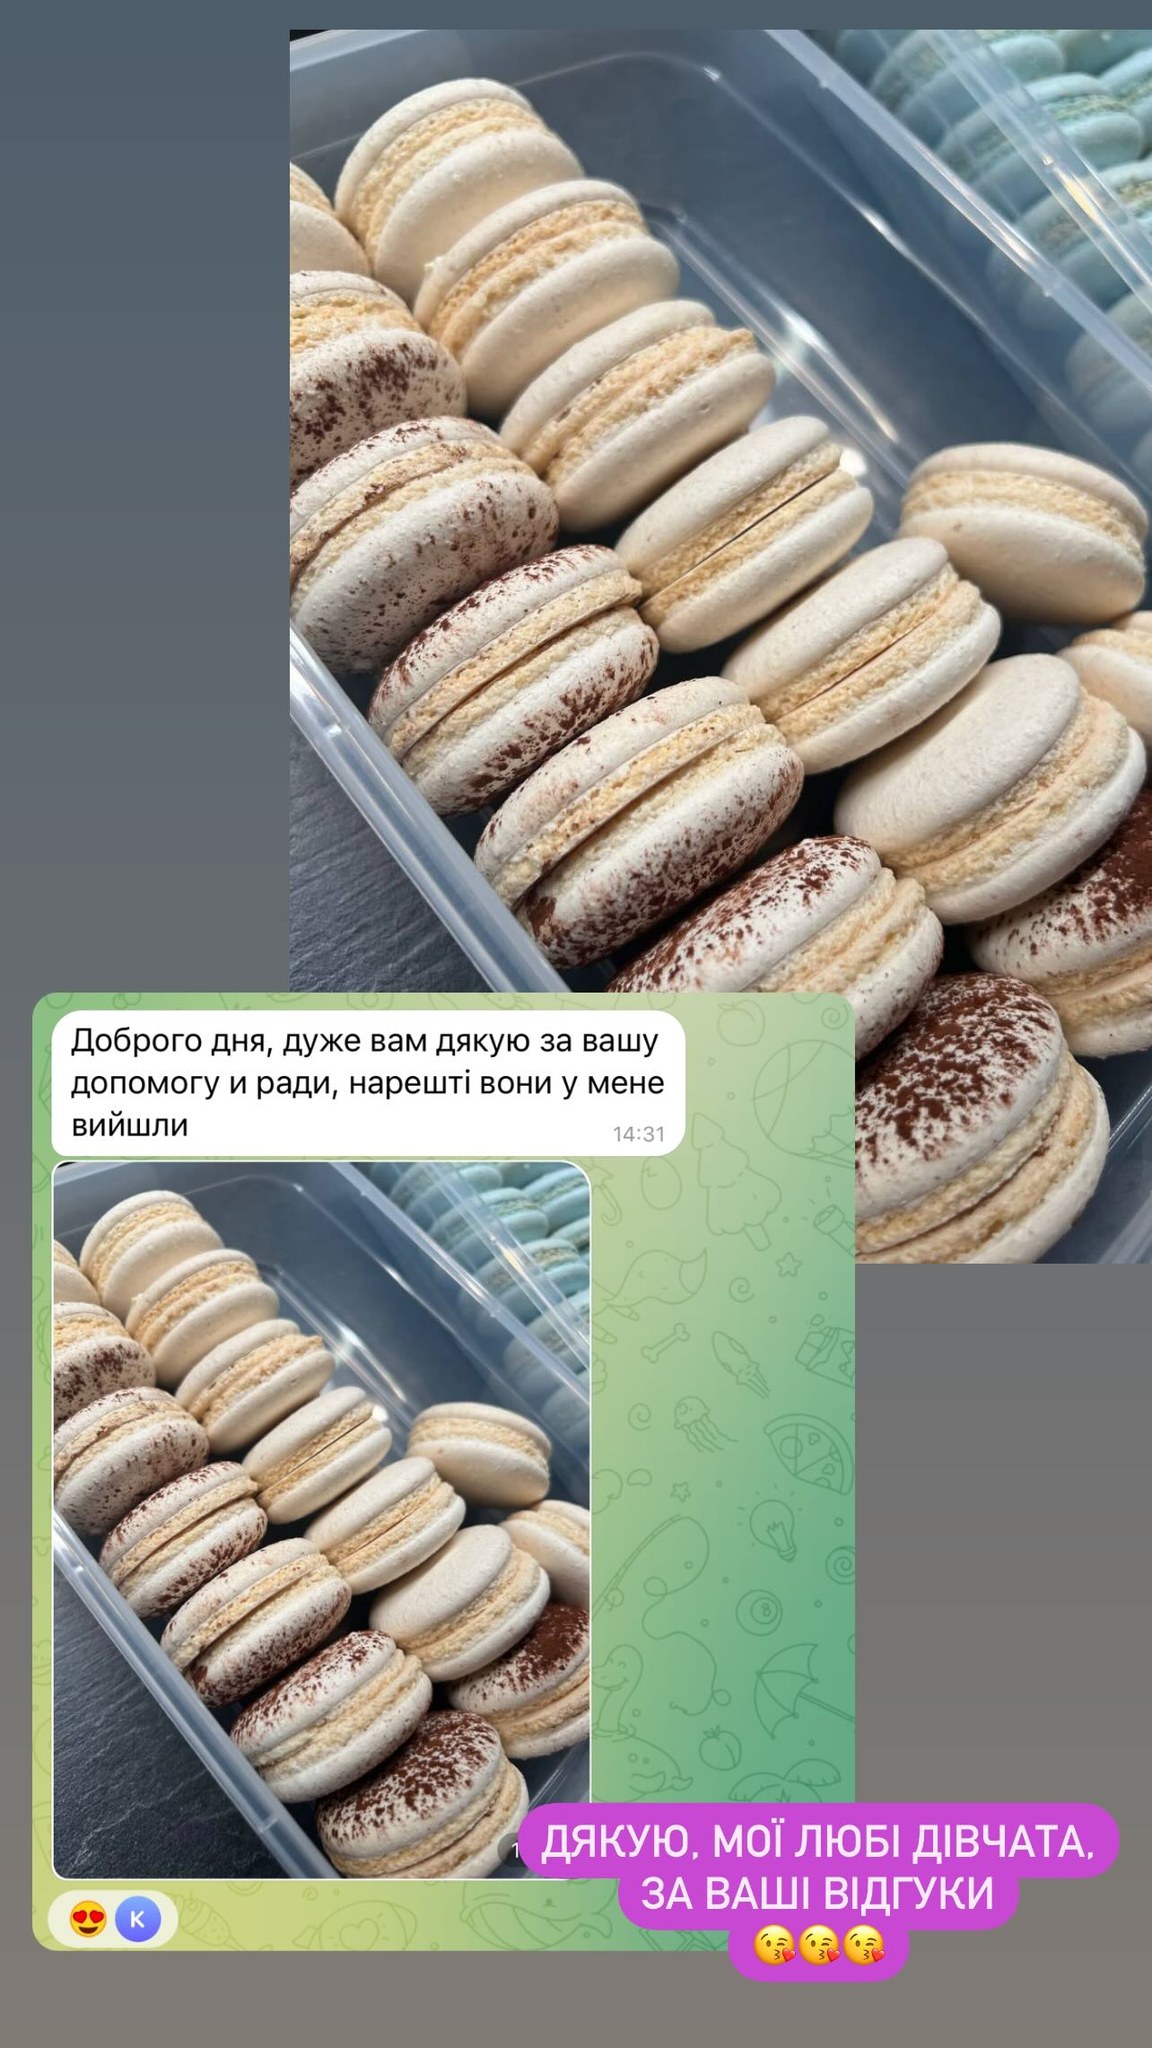 Доброго дня, дуже вам дякую за вашу
допомогу и ради, нарешті вони у мене
вийшли
14:31
K
ДЯКУЮ, МОЇ ЛЮБІ ДІВЧАТА,
ЗА ВАШІ ВІДГУКИ
😘😘😘